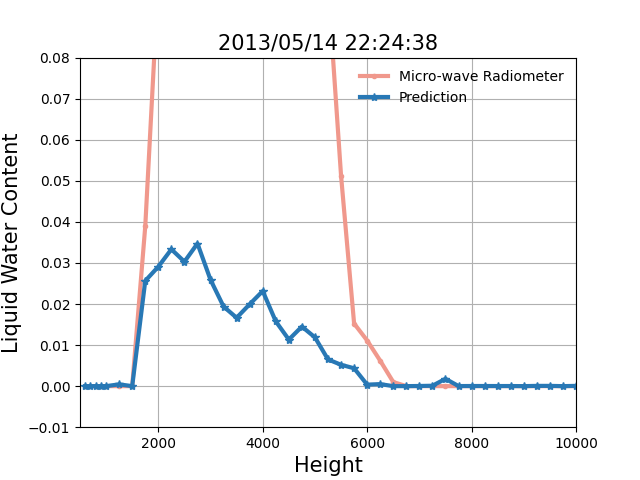 2013/05/14 22:24:38
Micro-wave Radiometer
Prediction
0.08
0.07
0.06
0.05
0.04
0.03
0.02
0.01
0.00
−0.01
Liquid Water Content
2000 4000 6000 8000 10000
Height